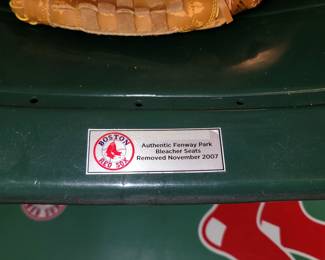 BOSTON
RED SOX
Authentic Fenway Park
Bleacher Seats
Removed November 2007